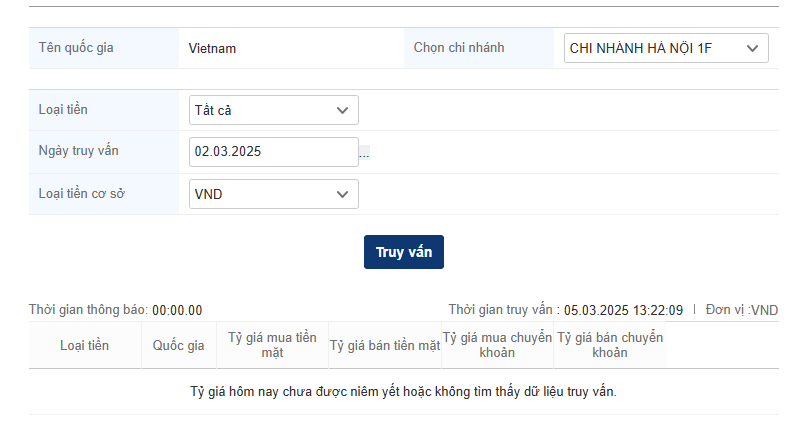 Tên quốc gia Vietnam Chọn chi nhánh CHI NHÁNH HÀ NỘI 1F
Loại tiền Tất cả
Ngày truy vấn 02.03.2025 ...
Loại tiền cơ sở VND
Truy vấn
Thời gian thông báo: 00:00.00 Thời gian truy vấn : 05.03.2025 13:22:09 | Đơn vị :VND
Loại tiền Quốc gia Tỷ giá mua tiền mặt Tỷ giá bán tiền mặt Tỷ giá mua chuyển khoản Tỷ giá bán chuyển khoản
Tỷ giá hôm nay chưa được niêm yết hoặc không tìm thấy dữ liệu truy vấn.